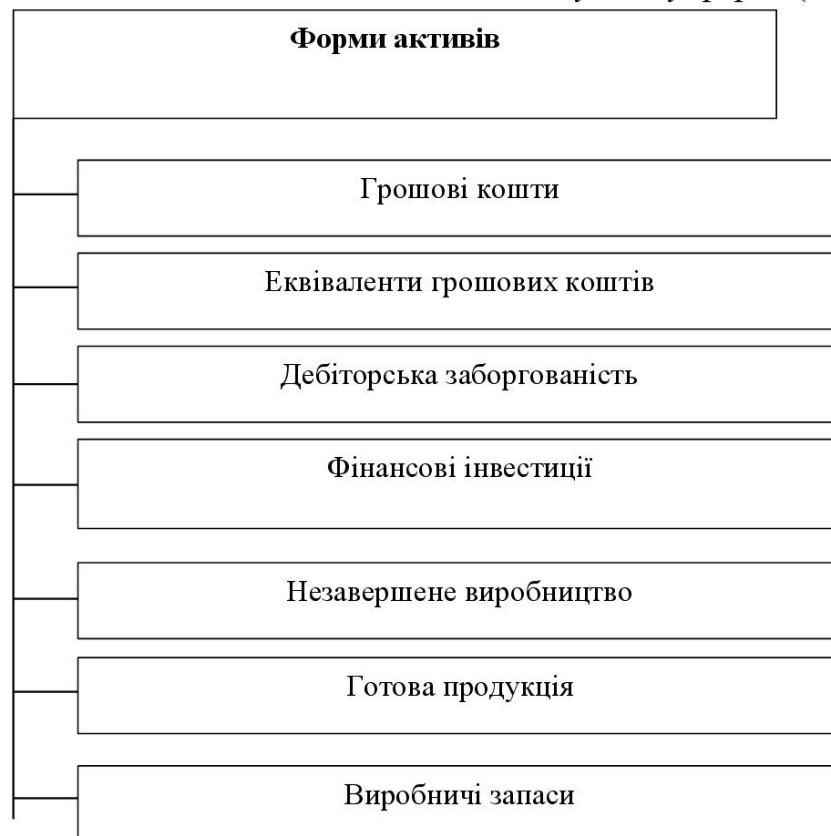 Форми активів
Грошові кошти
Еквіваленти грошових коштів
Дебіторська заборгованість
Фінансові інвестиції
Незавершене виробництво
Готова продукція
Виробничі запаси